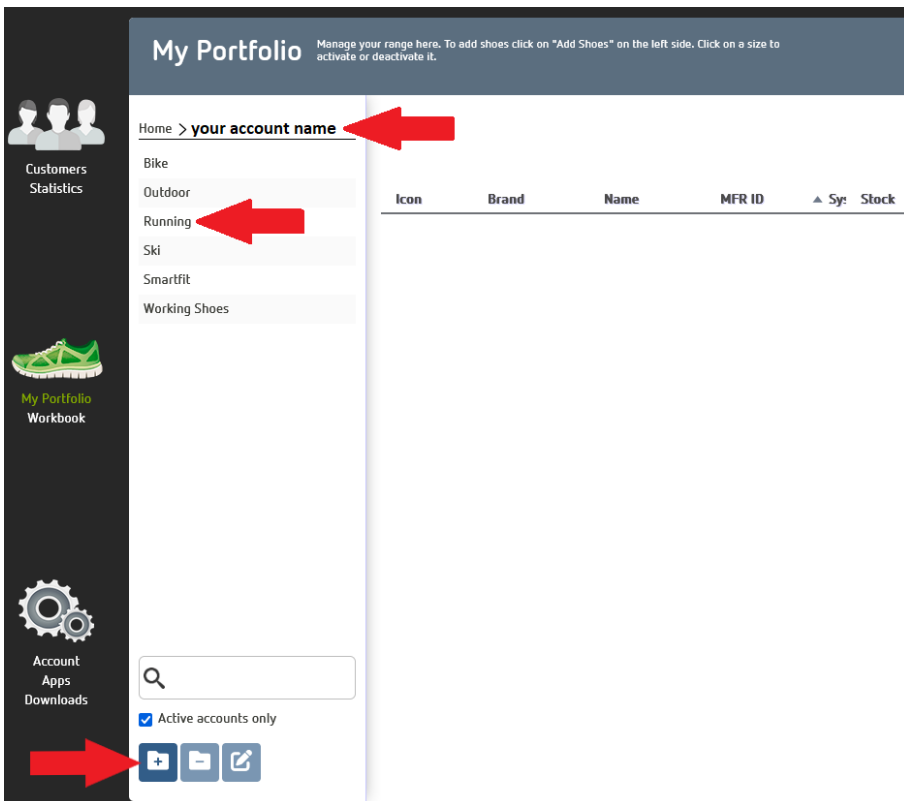 My Portfolio
Manage your range here. To add shoes click on "Add Shoes" on the left side. Click on a size to
activate or deactivate it.
Customers
Statistics
My Portfolio
Workbook
Account
Apps
Downloads
Home > your account name
Bike
Outdoor
Running
Ski
Smartfit
Working Shoes
Active accounts only
Icon Brand Name MFR ID ▲ Sy: Stock